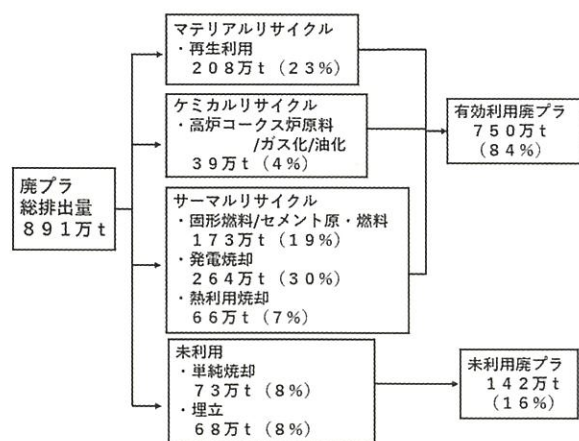 廃プラ
総排出量
８９１万ｔ
マテリアルリサイクル
・再生利用
２０８万ｔ（２３%）
ケミカルリサイクル
・高炉コークス炉原料
/ガス化/油化
３９万ｔ（４%）
サーマルリサイクル
・固形燃料/セメント原・燃料
１７３万ｔ（１９%）
・発電焼却
２６４万ｔ（３０%）
・熱利用焼却
６６万ｔ（７%）
未利用
・単純焼却
７３万ｔ（８%）
・埋立
６８万ｔ（８%）
有効利用廃プラ
７５０万ｔ
（８４%）
未利用廃プラ
１４２万ｔ
（１６%）